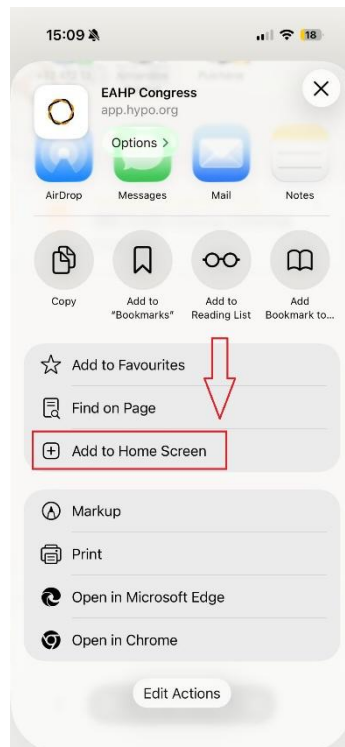 15:09
18
EAHP Congress
app.hypo.org
Options >
AirDrop
Messages
Mail
Notes
Copy
Add to
"Bookmarks"
Add to
Reading List
Add
Bookmark to...
Add to Favourites
Find on Page
Add to Home Screen
Markup
Print
Open in Microsoft Edge
Open in Chrome
Edit Actions